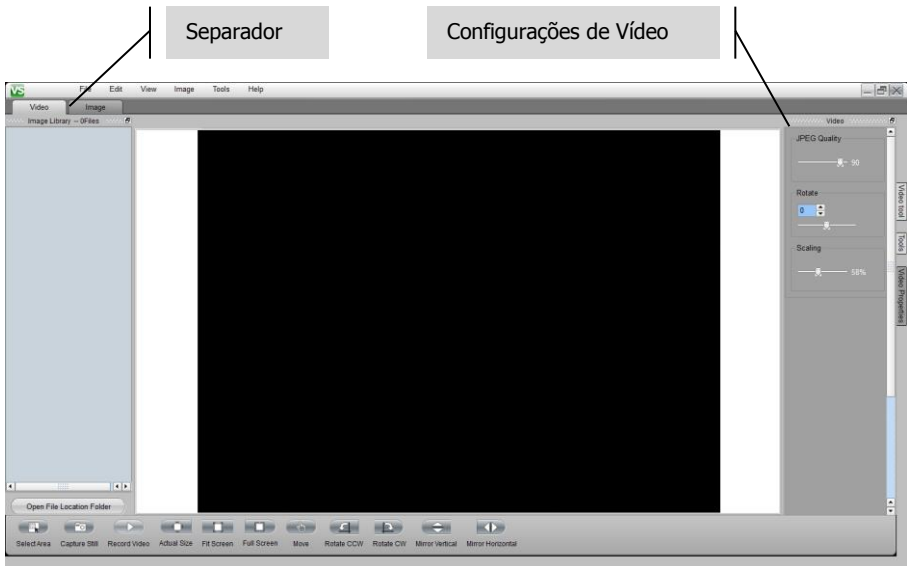 Separador
Configurações de Vídeo
VS
File Edit View Image Tools Help
Video Image
Image Library -- 0Files
Video
JPEG Quality
90
Rotate
0
Scaling
58%
Video tool
Tools
Video Properties
Open File Location Folder
Select Area Capture Still Record Video Actual Size Fit Screen Full Screen Move Rotate CCW Rotate CW Mirror Vertical Mirror Horizontal